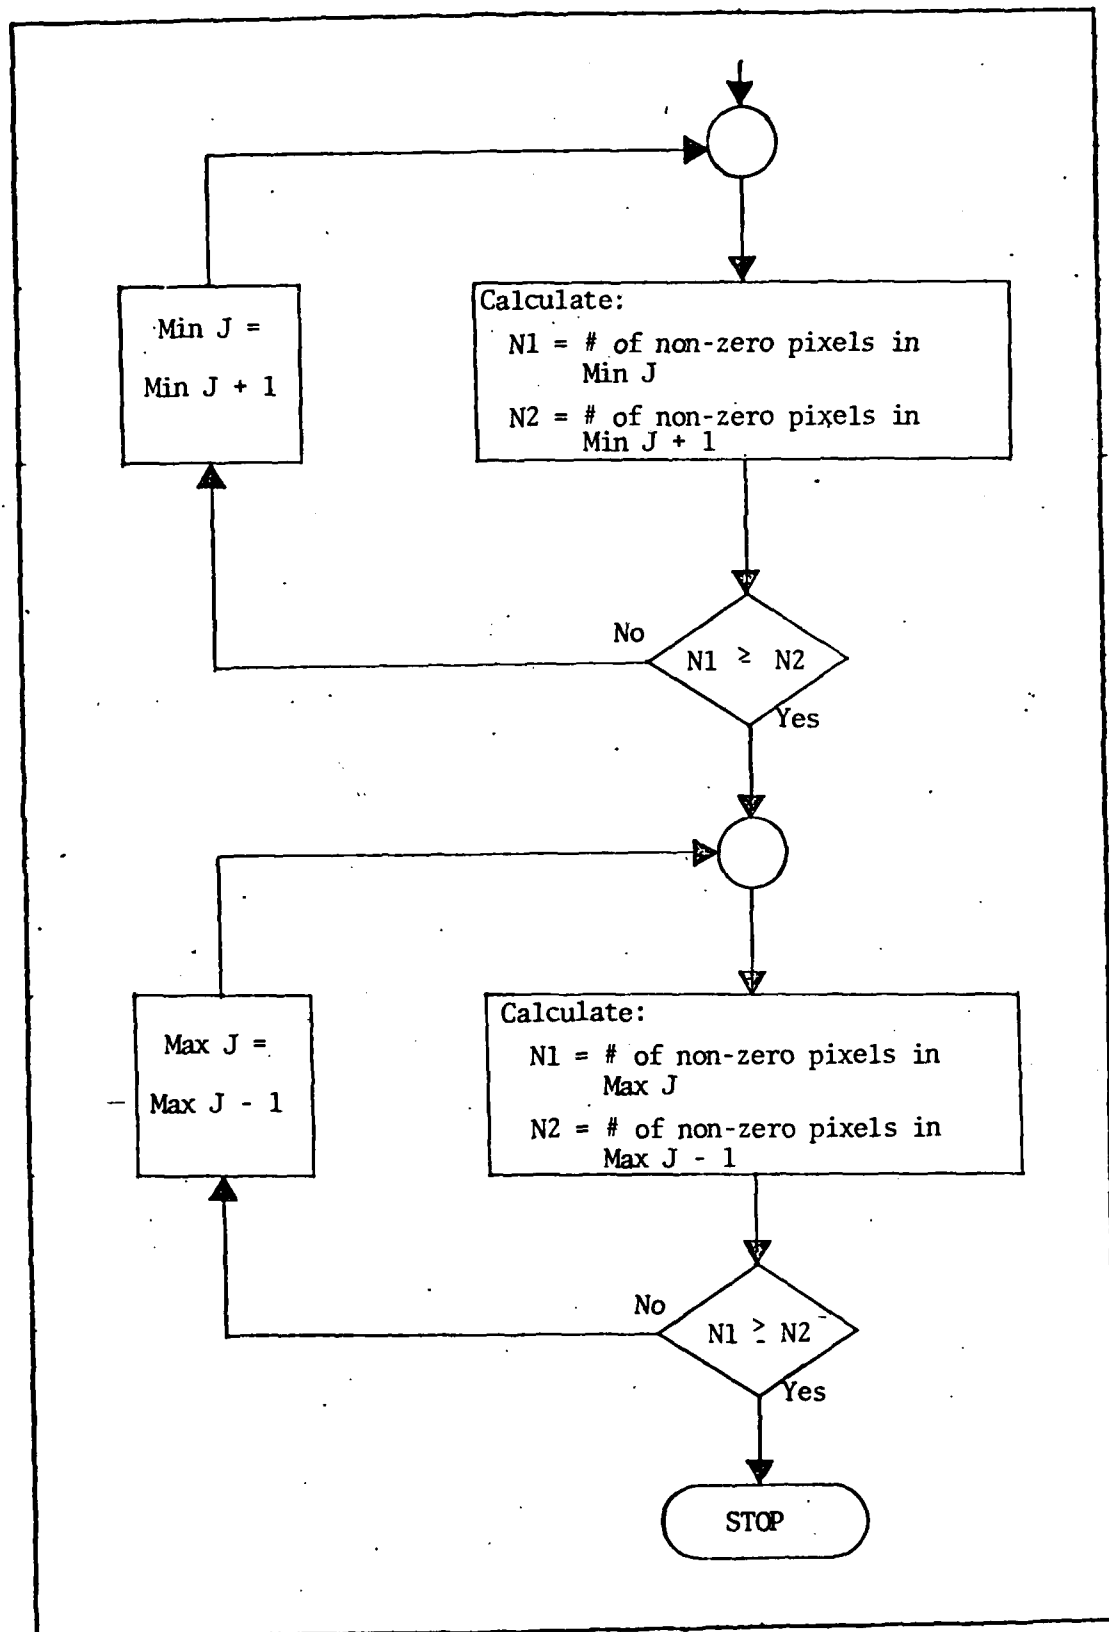 Min J =
Min J + 1
Calculate:
N1 = # of non-zero pixels in
Min J
N2 = # of non-zero pixels in
Min J + 1
No
N1 ≥ N2
Yes
Max J =
Max J - 1
Calculate:
N1 = # of non-zero pixels in
Max J
N2 = # of non-zero pixels in
Max J - 1
No
N1 ≥ N2
Yes
STOP